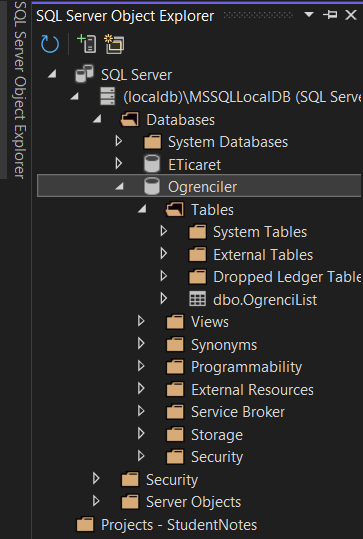 SQL Server Object Explorer
SQL Server Object Explorer
SQL Server
(localdb)\MSSQLLocalDB (SQL Serve
Databases
System Databases
ETicaret
Ogrenciler
Tables
System Tables
External Tables
Dropped Ledger Table
dbo.OgrenciList
Views
Synonyms
Programmability
External Resources
Service Broker
Storage
Security
Security
Server Objects
Projects - StudentNotes